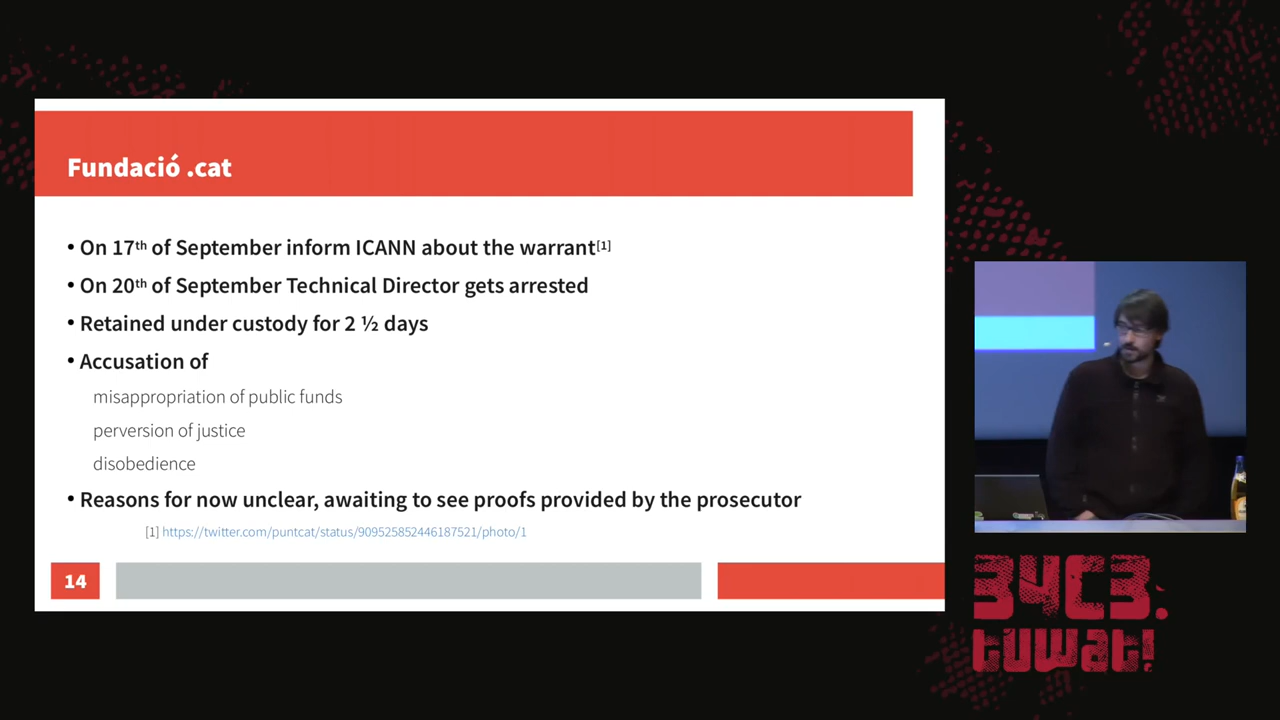 Fundació .cat
• On 17th of September inform ICANN about the warrant[1]
• On 20th of September Technical Director gets arrested
• Retained under custody for 2 ½ days
• Accusation of
misappropriation of public funds
perversion of justice
disobedience
• Reasons for now unclear, awaiting to see proofs provided by the prosecutor
[1] https://twitter.com/puntcat/status/909525852446187521/photo/1
14
34C3.
tuwat!